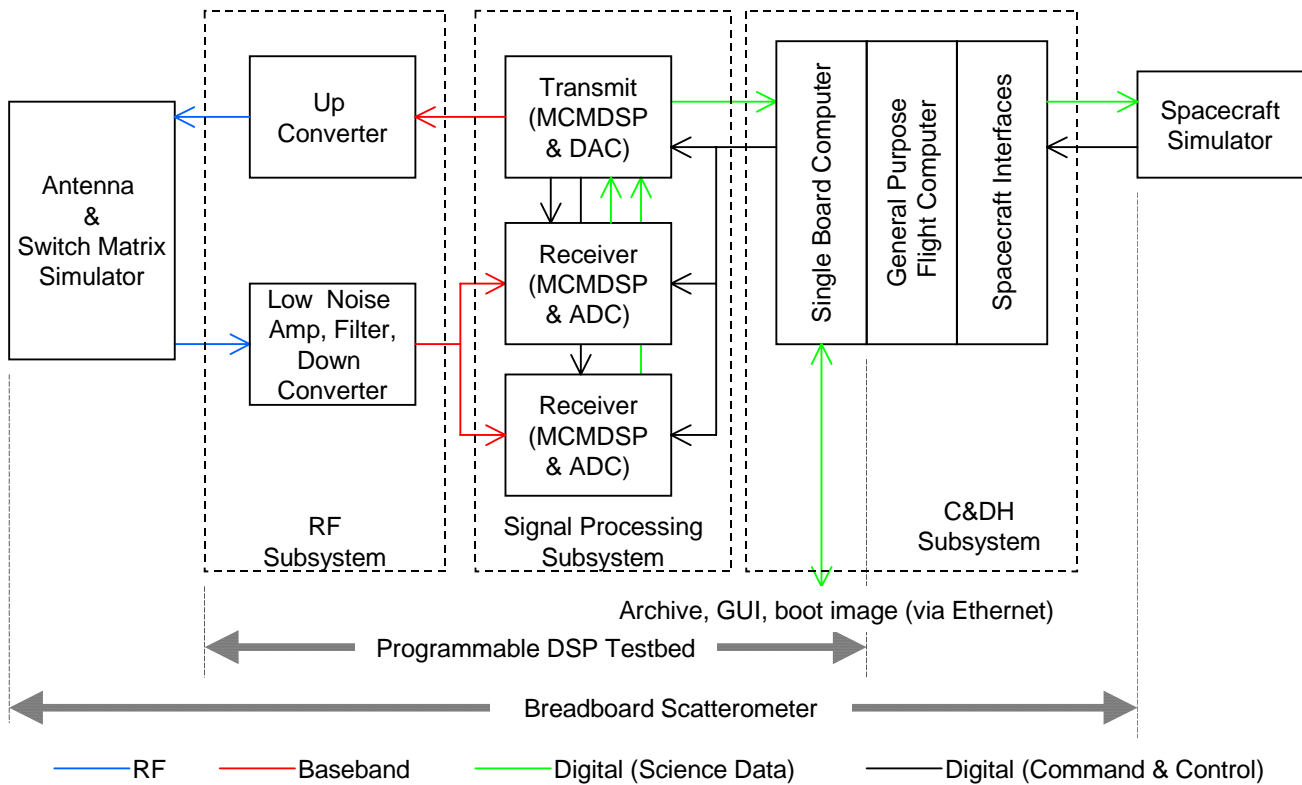 Antenna
&
Switch Matrix
Simulator
Up
Converter
Low Noise
Amp, Filter,
Down
Converter
RF
Subsystem
Transmit
(MCMDSP
& DAC)
Receiver
(MCMDSP
& ADC)
Receiver
(MCMDSP
& ADC)
Signal Processing
Subsystem
Single Board Computer
General Purpose
Flight Computer
Spacecraft Interfaces
C&DH
Subsystem
Spacecraft
Simulator
Archive, GUI, boot image (via Ethernet)
Programmable DSP Testbed
Breadboard Scatterometer
RF
Baseband
Digital (Science Data)
Digital (Command & Control)